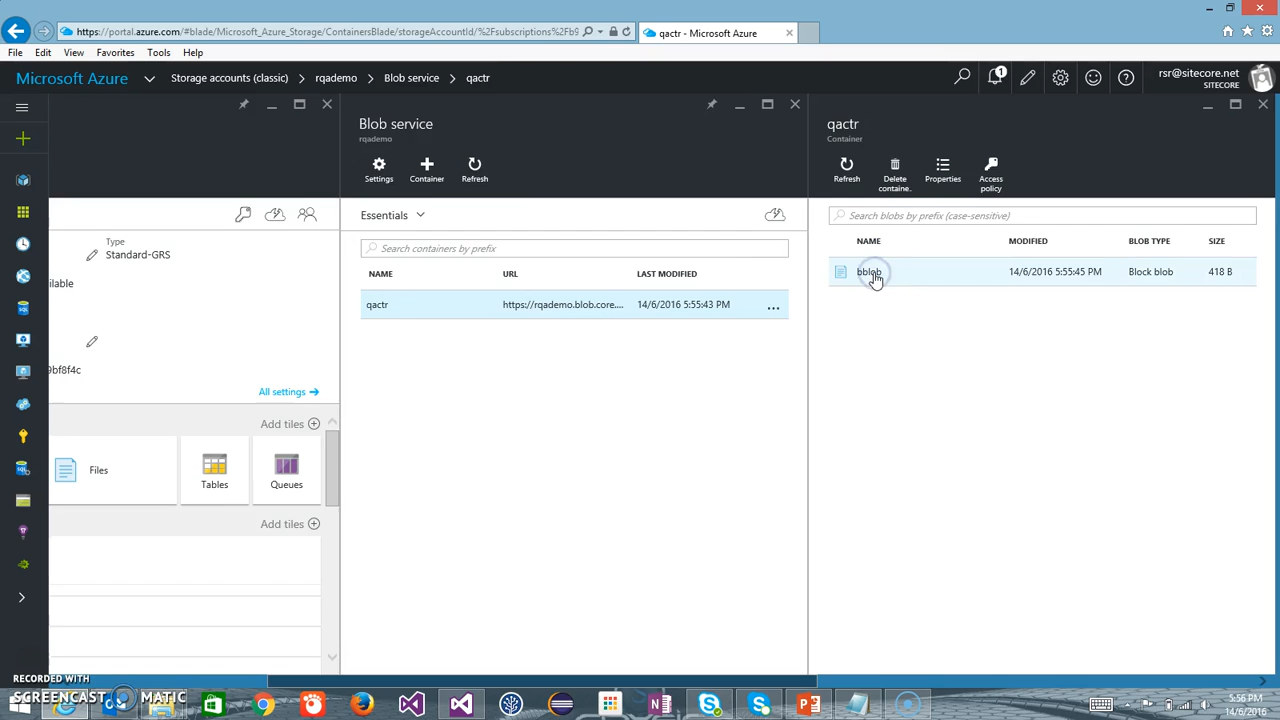 https://portal.azure.com/#blade/Microsoft_Azure_Storage/ContainersBlade/storageAccountId/%2Fsubscriptions%2Fb9
qactr - Microsoft Azure
File Edit View Favorites Tools Help
Microsoft Azure
Storage accounts (classic)
rqademo
Blob service
qactr
1
rsr@sitecore.net
SITECORE
Blob service
rqademo
Settings
Container
Refresh
qactr
Container
Refresh
Delete containe..
Properties
Access policy
Type
Standard-GRS
ilable
9bf8f4c
All settings
Add tiles
Files
Tables
Queues
Add tiles
Essentials
Search containers by prefix
NAME URL LAST MODIFIED
qactr https://rqademo.blob.core.... 14/6/2016 5:55:43 PM ...
Search blobs by prefix (case-sensitive)
NAME MODIFIED BLOB TYPE SIZE
bblob 14/6/2016 5:55:45 PM Block blob 418 B
RECORDED WITH
SCREENCAST MATIC
5:56 PM
14/6/2016